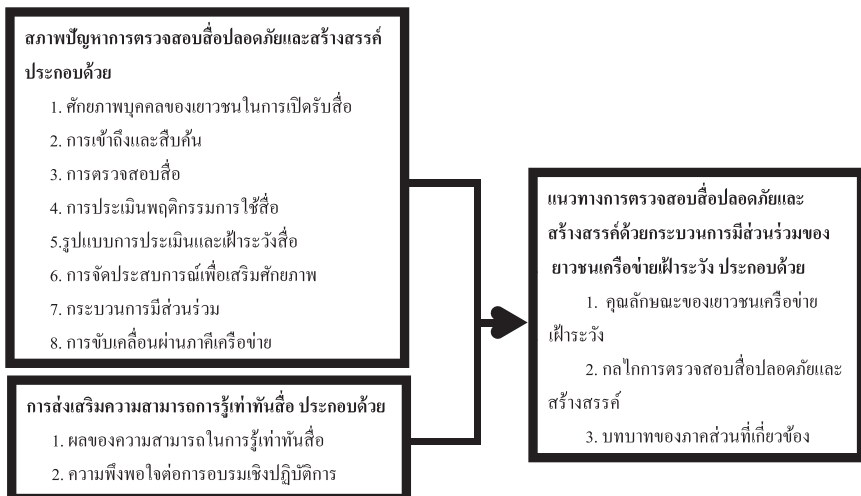 สภาพปัญหาการตรวจสอบสื่อปลอดภัยและสร้างสรรค์
ประกอบด้วย
1. ศักยภาพบุคคลของเยาวชนในการเปิดรับสื่อ
2. การเข้าถึงและสืบค้น
3. การตรวจสอบสื่อ
4. การประเมินพฤติกรรมการใช้สื่อ
5.รูปแบบการประเมินและเฝ้าระวังสื่อ
6. การจัดประสบการณ์เพื่อเสริมศักยภาพ
7. กระบวนการมีส่วนร่วม
8. การขับเคลื่อนผ่านภาคีเครือข่าย
การส่งเสริมความสามารถการรู้เท่าทันสื่อ ประกอบด้วย
1. ผลของความสามารถในการรู้เท่าทันสื่อ
2. ความพึงพอใจต่อการอบรมเชิงปฏิบัติการ
แนวทางการตรวจสอบสื่อปลอดภัยและ
สร้างสรรค์ด้วยกระบวนการมีส่วนร่วมของ
ยาวชนเครือข่ายเฝ้าระวัง ประกอบด้วย
1. คุณลักษณะของเยาวชนเครือข่าย
เฝ้าระวัง
2. กลไกการตรวจสอบสื่อปลอดภัยและ
สร้างสรรค์
3. บทบาทของภาคส่วนที่เกี่ยวข้อง